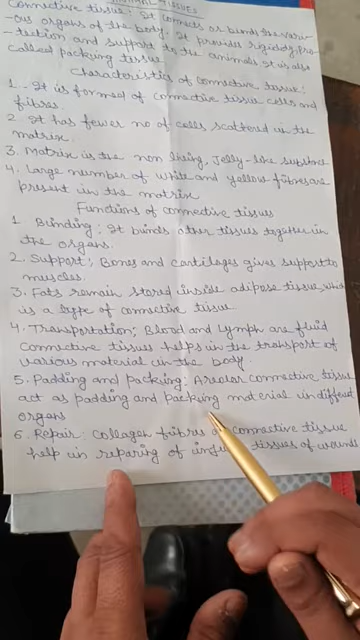 ANIMAL TISSUES
Connective tissue: It connects or binds the vari-
-ous organs of the body. It provides rigidity, pro-
-tection and support to the animals. It is also
called packing tissue
Characteristics of connective tissue:
1. It is formed of connective tissue cells and
fibres.
2 It has fewer no of cells scattered in the
matrix.
3. Matrix is the non living, Jelly-like substance
4. Large number of white and yellow fibres are
present in the matrix
Functions of connective tissues
1 Binding: It binds other tissues together in
the organs.
2. Support; Bones and cartilages gives support to
muscles.
3. Fats remain stored inside adipose tissue, which
is a type of connective tissue
4. Transportation; Blood and Lymph are fluid
connective tissues helps in the transport of
various material in the body.
5. Padding and packing: Areolar connective tissue
act as padding and packing material in different
organs
6. Repair: Collagen fibres of connective tissue
help in repairing of tissues of wounds